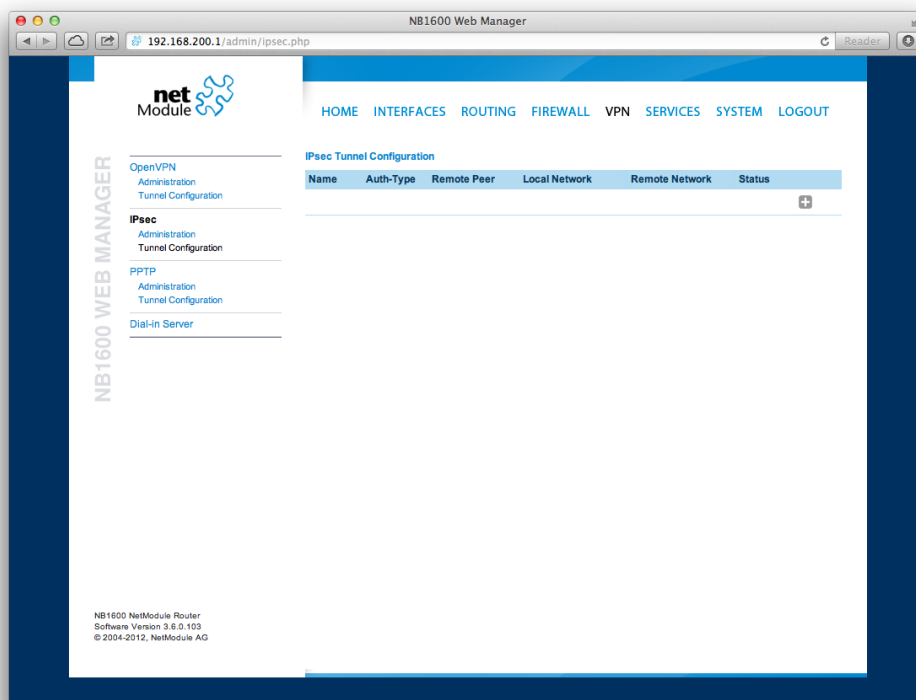 NB1600 Web Manager
192.168.200.1/admin/ipsec.php
Reader
net
Module
HOME INTERFACES ROUTING FIREWALL VPN SERVICES SYSTEM LOGOUT
NB1600 WEB MANAGER
OpenVPN
Administration
Tunnel Configuration
IPsec
Administration
Tunnel Configuration
PPTP
Administration
Tunnel Configuration
Dial-in Server
IPsec Tunnel Configuration
Name Auth-Type Remote Peer Local Network Remote Network Status
NB1600 NetModule Router
Software Version 3.6.0.103
© 2004-2012, NetModule AG